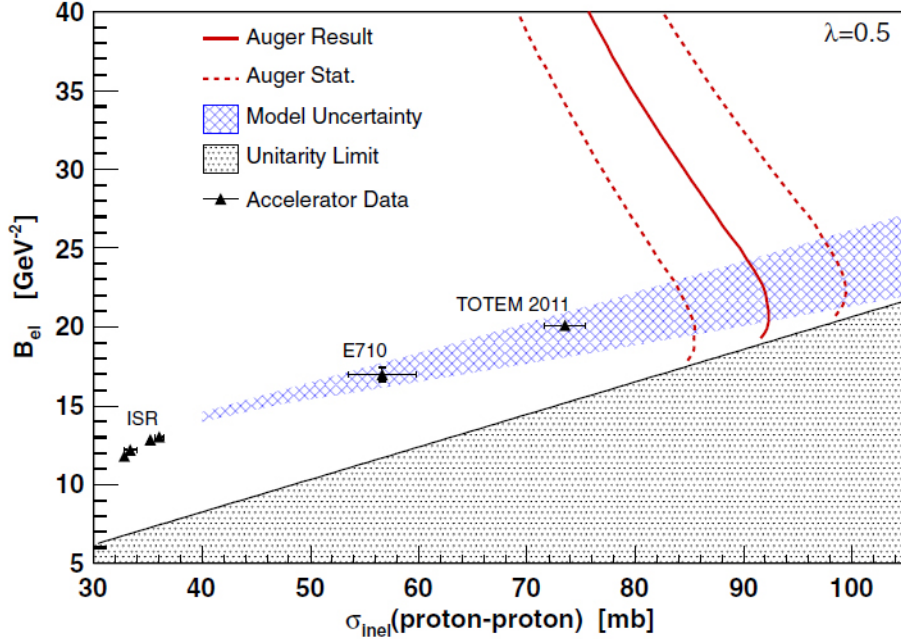 λ=0.5
Auger Result
Auger Stat.
Model Uncertainty
Unitarity Limit
Accelerator Data
TOTEM 2011
E710
ISR
B_el [GeV^-2]
40
35
30
25
20
15
10
5
30 40 50 60 70 80 90 100
σ_inel(proton-proton) [mb]